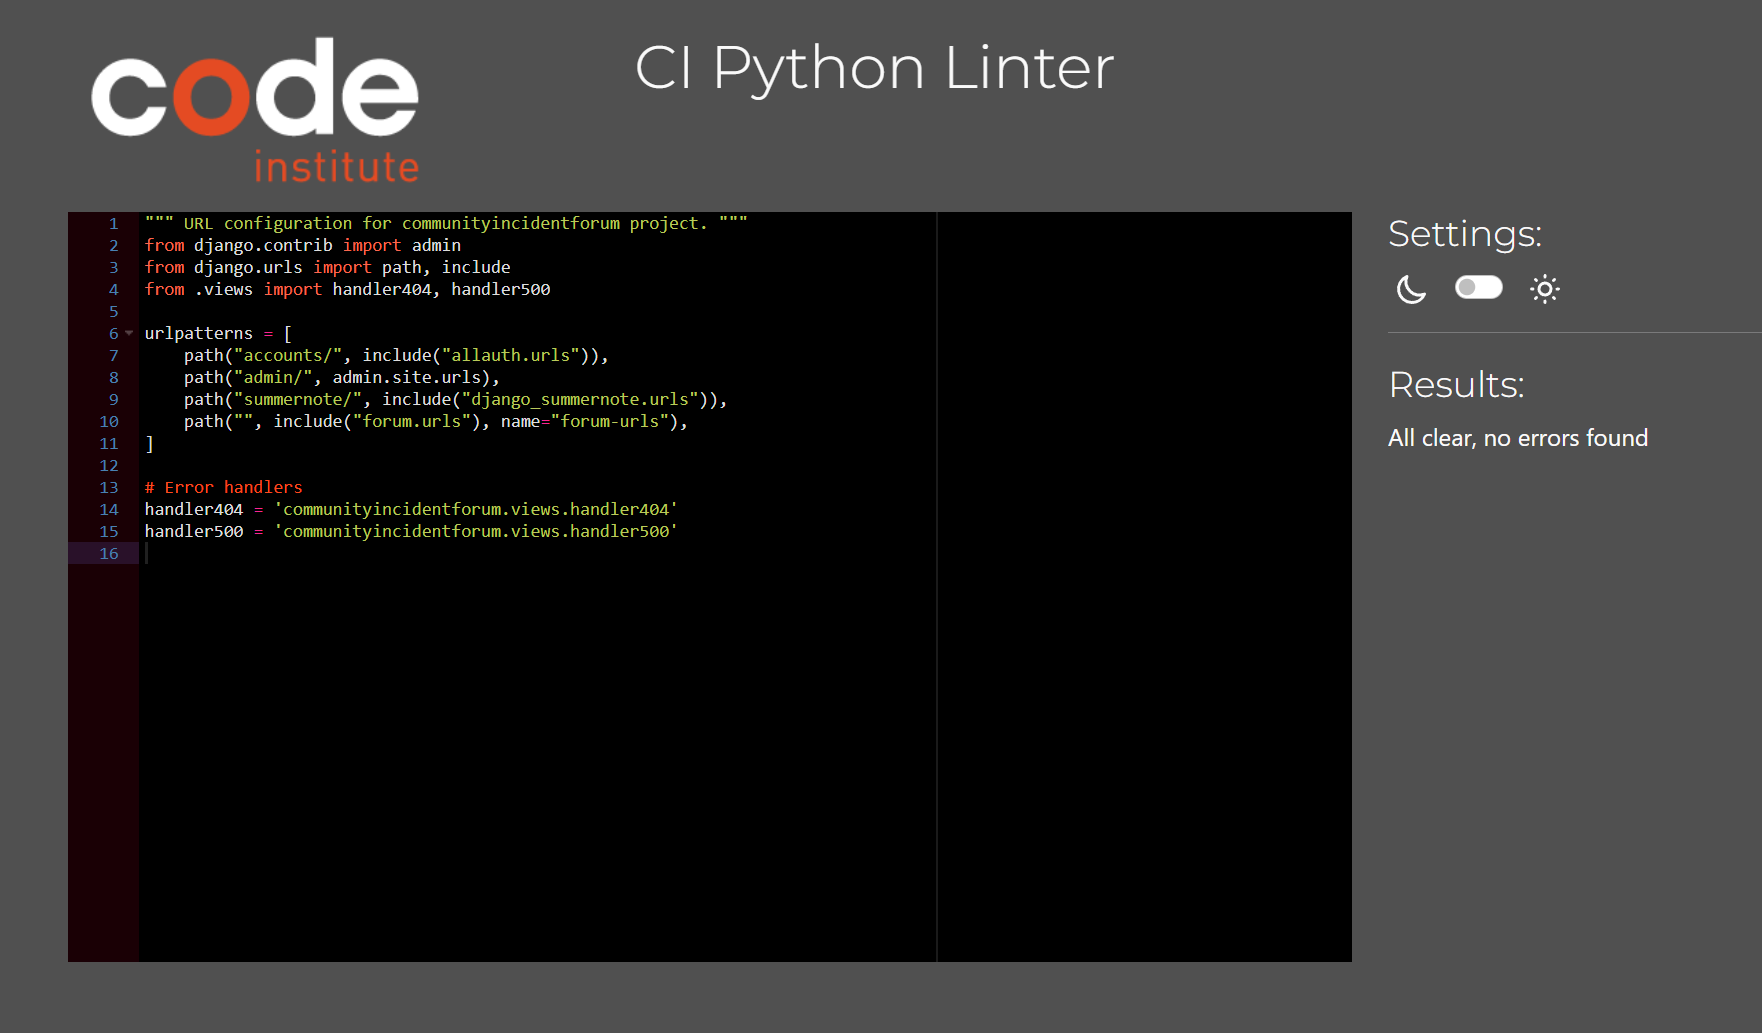 code
institute
CI Python Linter
1 """ URL configuration for communityincidentforum project. """
2 from django.contrib import admin
3 from django.urls import path, include
4 from .views import handler404, handler500
5
6 urlpatterns = [
7     path("accounts/", include("allauth.urls")),
8     path("admin/", admin.site.urls),
9     path("summernote/", include("django_summernote.urls")),
10     path("", include("forum.urls"), name="forum-urls"),
11 ]
12
13 # Error handlers
14 handler404 = 'communityincidentforum.views.handler404'
15 handler500 = 'communityincidentforum.views.handler500'
16
Settings:
Results:
All clear, no errors found